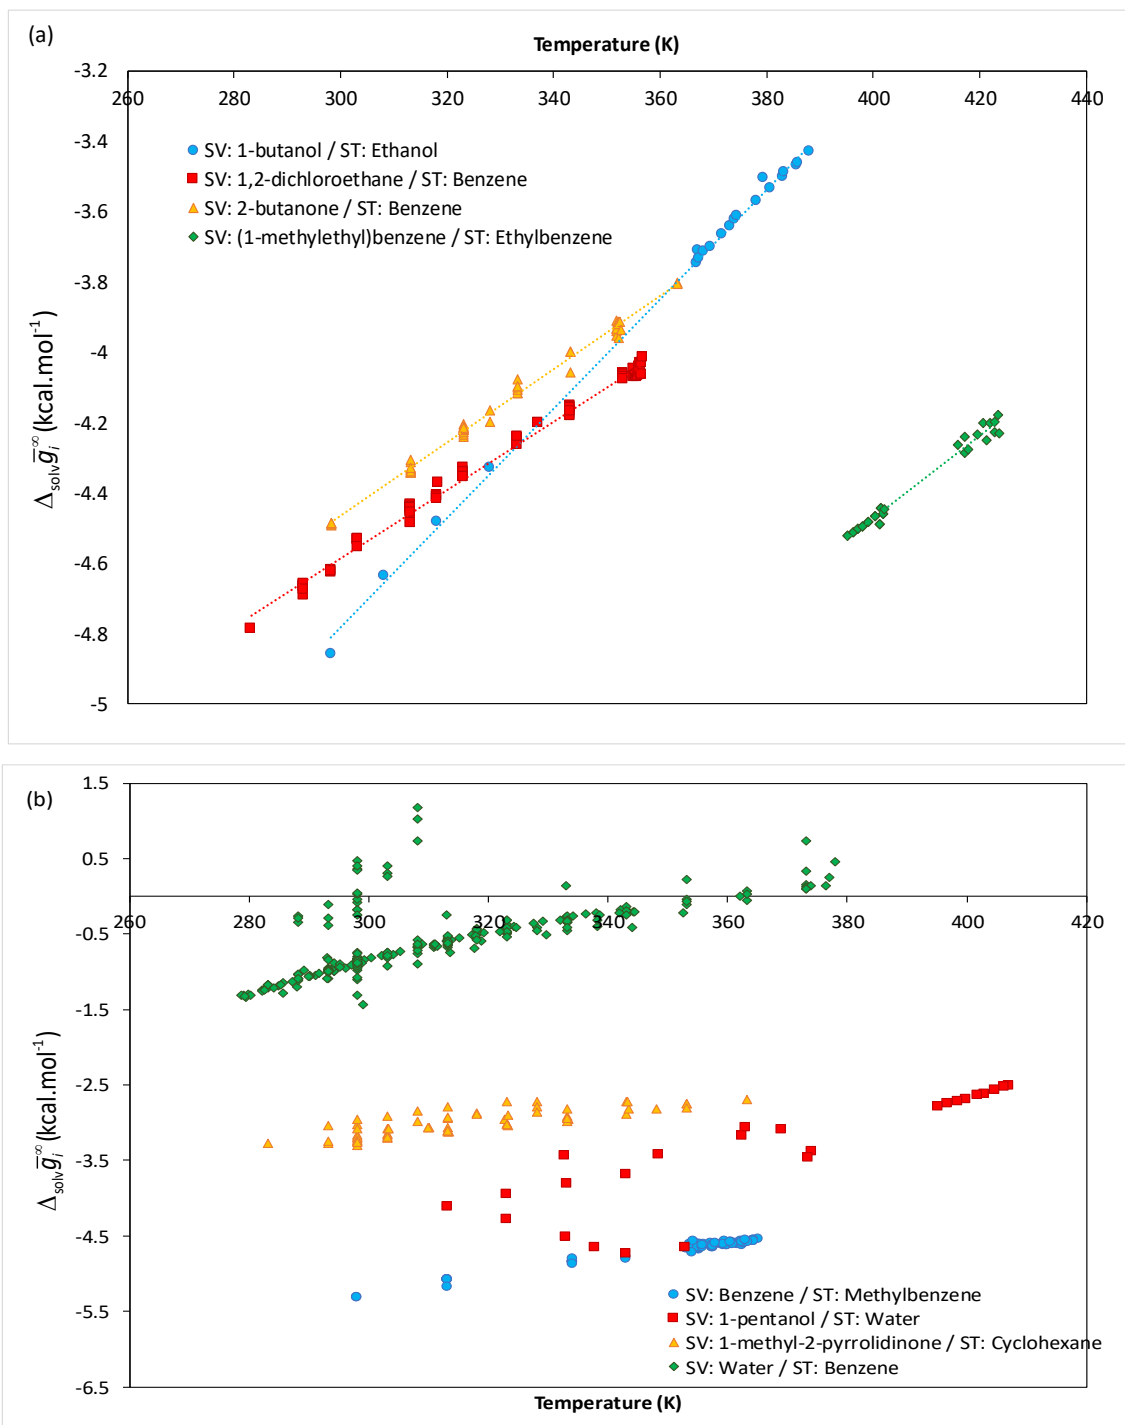 (a)
Temperature (K)
-3.2
260 280 300 320 340 360 380 400 420 440
-3.4
SV: 1-butanol / ST: Ethanol
SV: 1,2-dichloroethane / ST: Benzene
-3.6
SV: 2-butanone / ST: Benzene
SV: (1-methylethyl)benzene / ST: Ethylbenzene
-3.8
-4
-4.2
-4.4
-4.6
-4.8
-5
Δsolv g̅i∞ (kcal.mol-1)
(b)
1.5
0.5
260 280 300 320 340 360 380 400 420
-0.5
-1.5
-2.5
-3.5
-4.5
SV: Benzene / ST: Methylbenzene
SV: 1-pentanol / ST: Water
-5.5
SV: 1-methyl-2-pyrrolidinone / ST: Cyclohexane
SV: Water / ST: Benzene
-6.5
Δsolv g̅i∞ (kcal.mol-1)
Temperature (K)